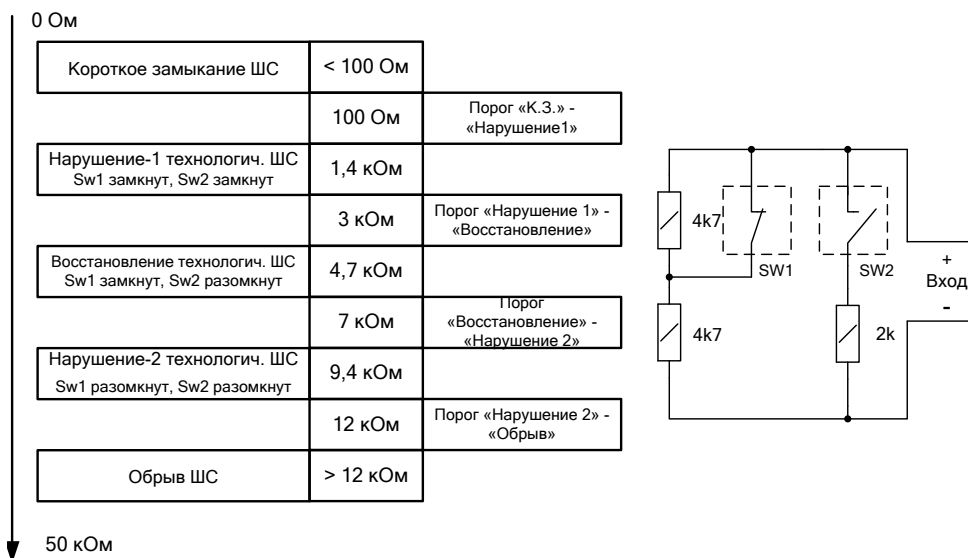 0 Ом
Короткое замыкание ШС
< 100 Ом
100 Ом
Порог «К.З.» -
«Нарушение1»
Нарушение-1 технологич. ШС
Sw1 замкнут, Sw2 замкнут
1,4 кОм
3 кОм
Порог «Нарушение 1» -
«Восстановление»
Восстановление технологич. ШС
Sw1 замкнут, Sw2 разомкнут
4,7 кОм
7 кОм
Порог
«Восстановление» -
«Нарушение 2»
Нарушение-2 технологич. ШС
Sw1 разомкнут, Sw2 разомкнут
9,4 кОм
12 кОм
Порог «Нарушение 2» -
«Обрыв»
Обрыв ШС
> 12 кОм
50 кОм
4k7
SW1
SW2
+
Вход
-
4k7
2k